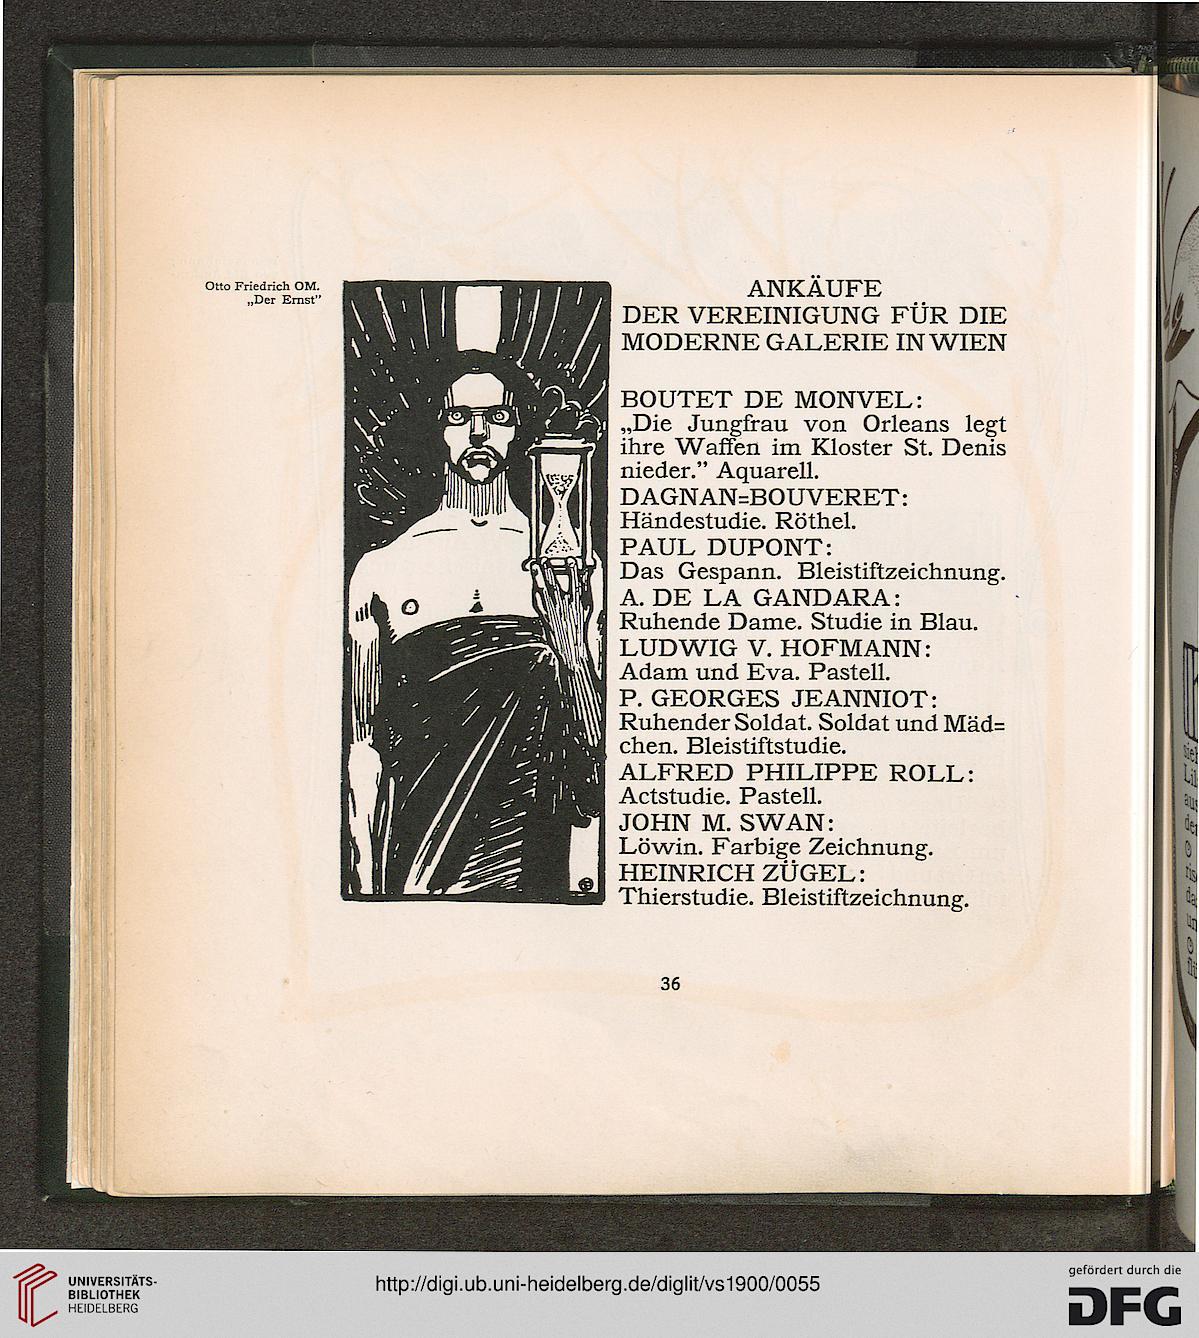 Otto Friedrich OM.
„Der Ernst”
ANKÄUFE
DER VEREINIGUNG FÜR DIE
MODERNE GALERIE IN WIEN
BOUTET DE MONVEL:
„Die Jungfrau von Orleans legt
ihre Waffen im Kloster St. Denis
nieder.” Aquarell.
DAGNAN=BOUVERET:
Händestudie. Röthel.
PAUL DUPONT:
Das Gespann. Bleistiftzeichnung.
A. DE LA GANDARA:
Ruhende Dame. Studie in Blau.
LUDWIG V. HOFMANN:
Adam und Eva. Pastell.
P. GEORGES JEANNIOT:
Ruhender Soldat. Soldat und Mäd=
chen. Bleistiftstudie.
ALFRED PHILIPPE ROLL:
Actstudie. Pastell.
JOHN M. SWAN:
Löwin. Farbige Zeichnung.
HEINRICH ZÜGEL:
Thierstudie. Bleistiftzeichnung.
36
UNIVERSITÄTS-
BIBLIOTHEK
HEIDELBERG
http://digi.ub.uni-heidelberg.de/diglit/vs1900/0055
gefördert durch die
DFG